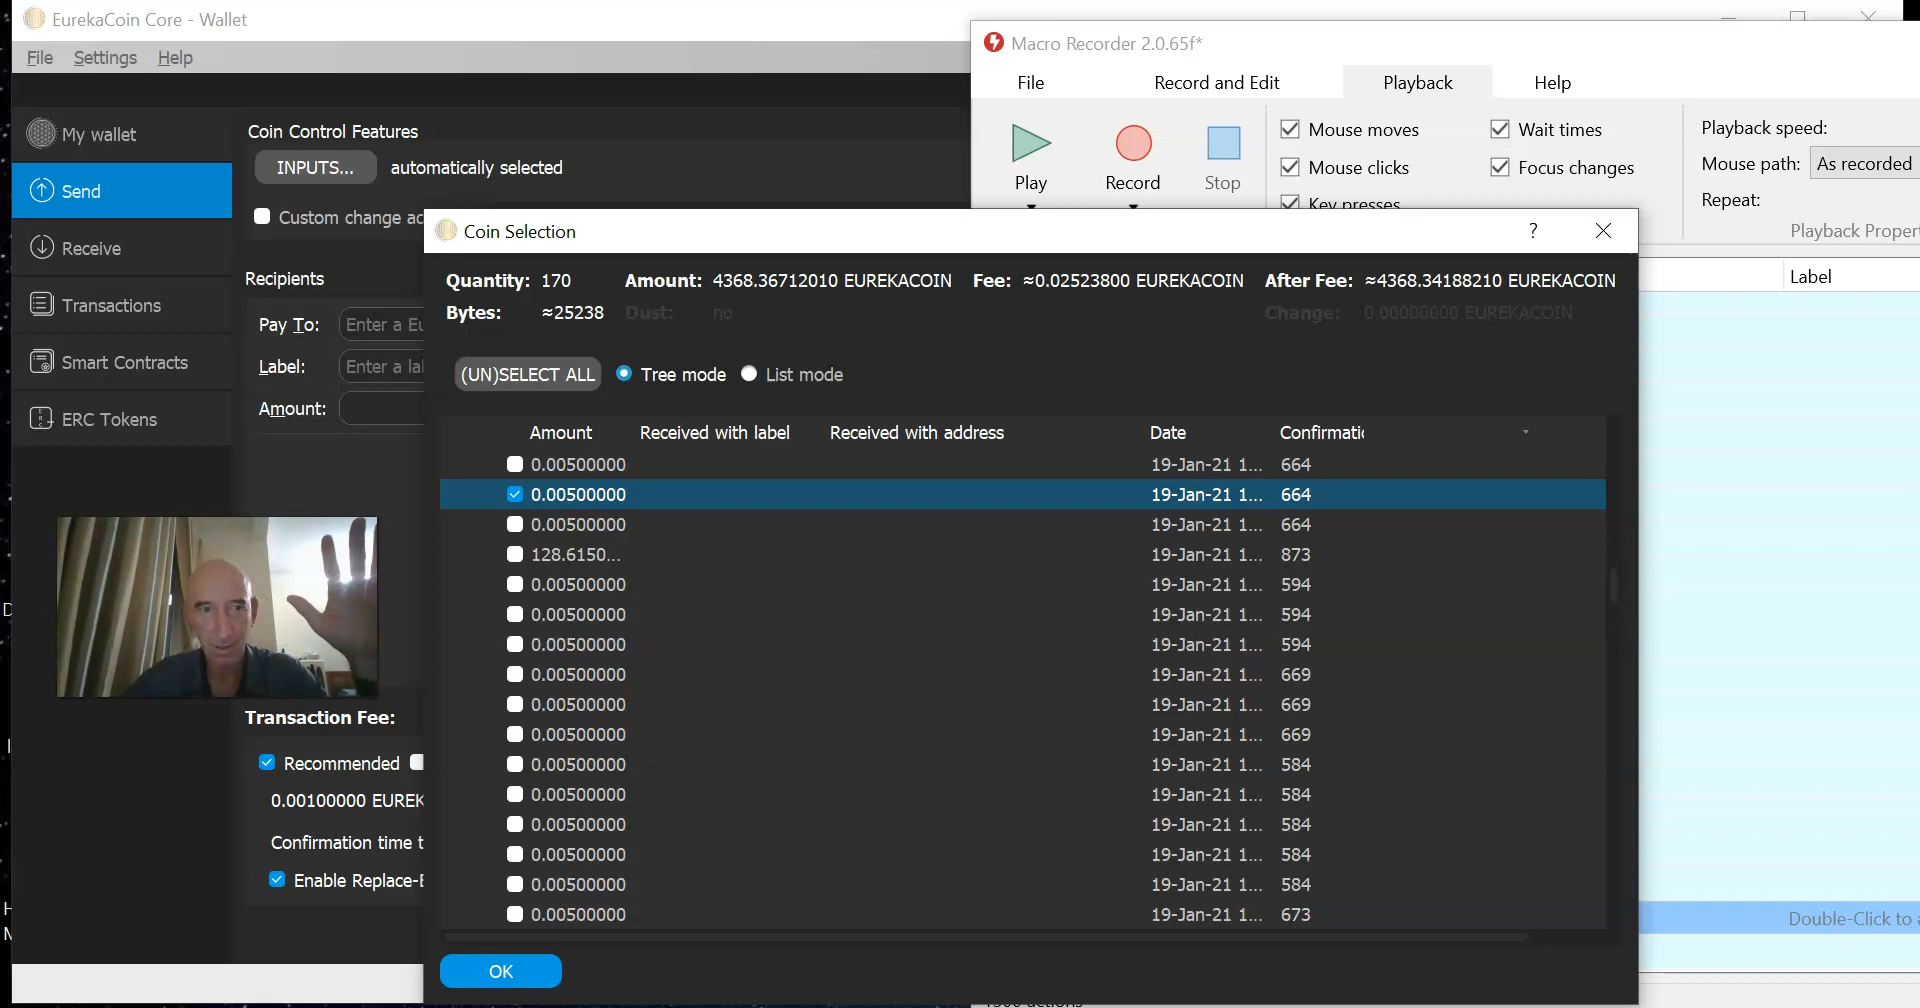 EurekaCoin Core - Wallet
File Settings Help
My wallet
Send
Receive
Transactions
Smart Contracts
ERC Tokens
Coin Control Features
INPUTS... automatically selected
Custom change
Recipients
Pay To: Enter a
Label: Enter a
Amount:
Transaction Fee:
Recommended
0.00100000
Confirmation time
Enable
Macro Recorder 2.0.65f*
File Record and Edit Playback Help
Play Record Stop
Mouse moves Wait times
Mouse clicks Focus changes
Key presses
Playback speed:
Mouse path: As recorded
Repeat:
Playback
Label
Double-Click to
Coin Selection ?
Quantity: 170 Amount: 4368.36712010 EUREKACOIN Fee: ≈0.02523800 EUREKACOIN After Fee: ≈4368.34188210 EUREKACOIN
Bytes: ≈25238 Dust: no Change: 0.00000000 EUREKACOIN
(UN)SELECT ALL Tree mode List mode
Amount Received with label Received with address Date
0.00500000 19-Jan-21 1... 664
0.00500000 19-Jan-21 1... 664
0.00500000 19-Jan-21 1... 664
128.6150... 19-Jan-21 1... 873
0.00500000 19-Jan-21 1... 594
0.00500000 19-Jan-21 1... 594
0.00500000 19-Jan-21 1... 594
0.00500000 19-Jan-21 1... 669
0.00500000 19-Jan-21 1... 669
0.00500000 19-Jan-21 1... 669
0.00500000 19-Jan-21 1... 584
0.00500000 19-Jan-21 1... 584
0.00500000 19-Jan-21 1... 584
0.00500000 19-Jan-21 1... 584
0.00500000 19-Jan-21 1... 584
0.00500000 19-Jan-21 1... 673
OK